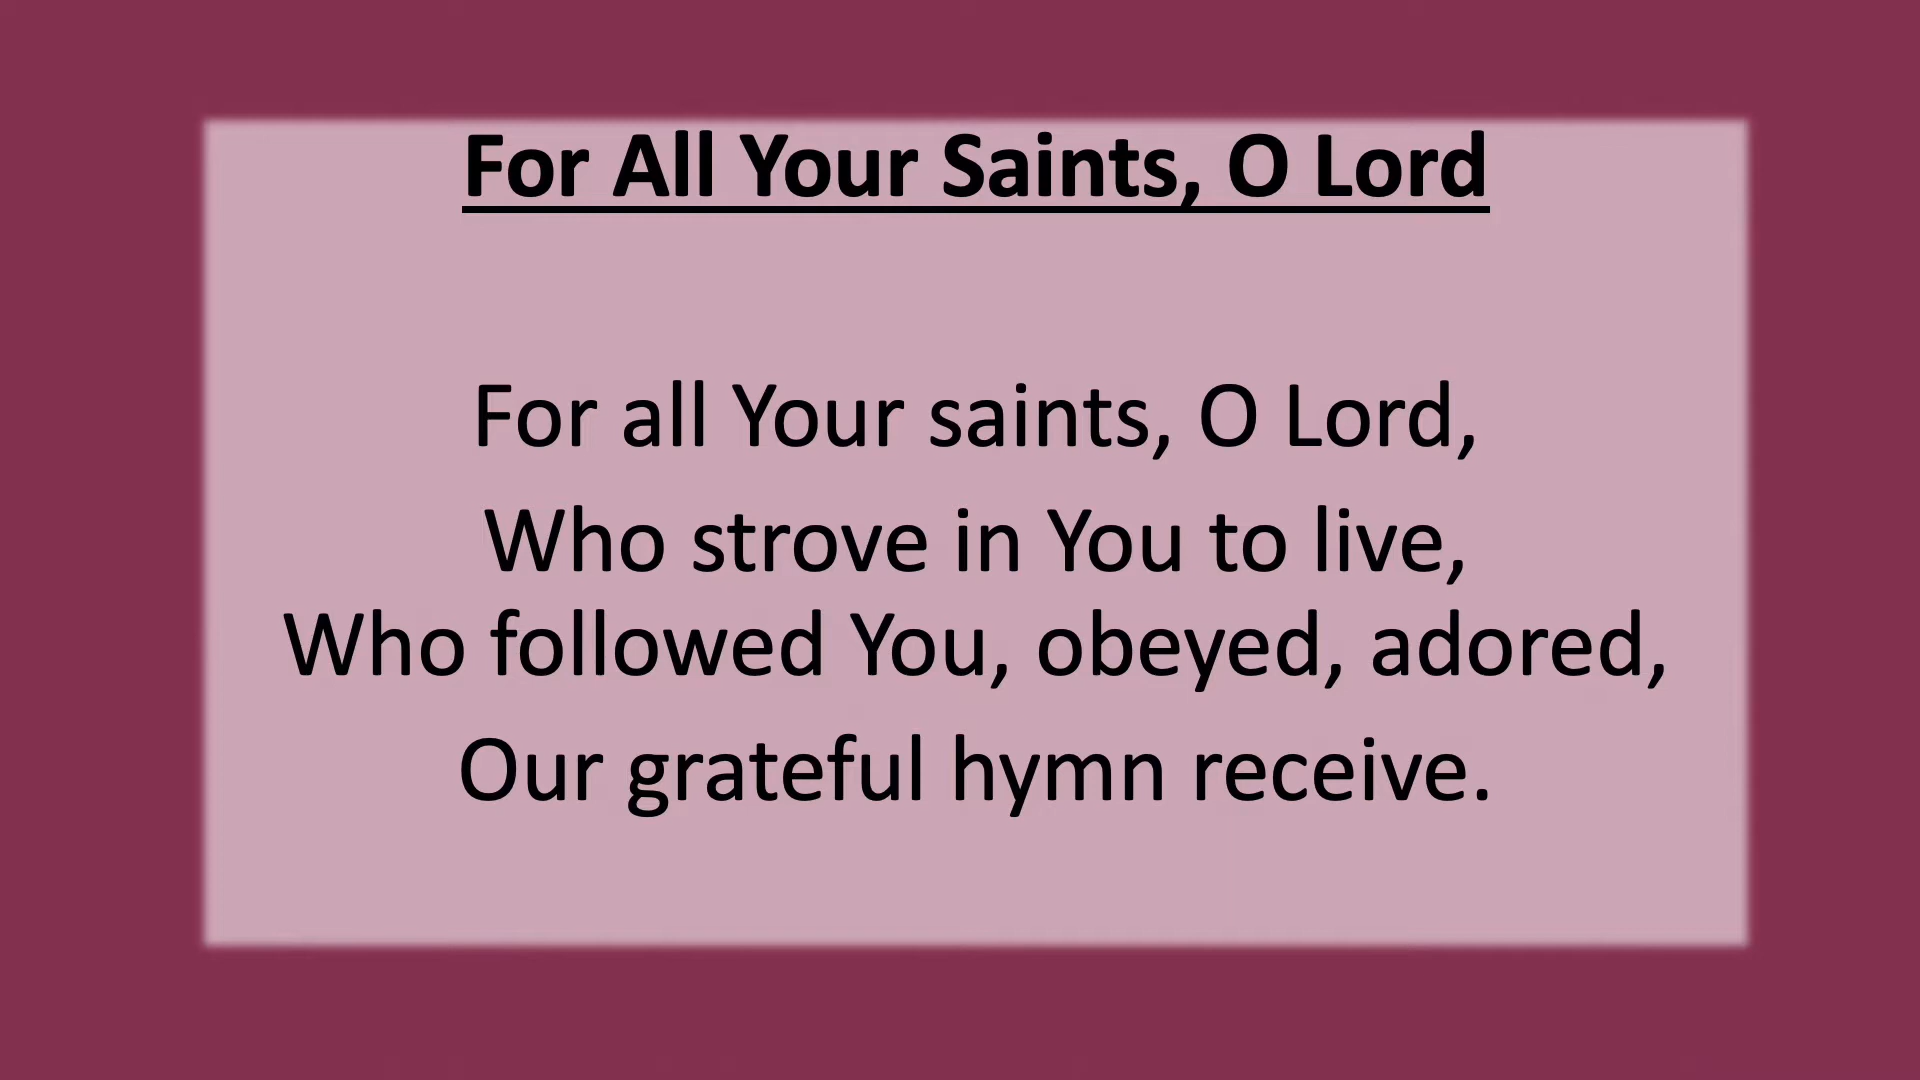 For All Your Saints, O Lord
For all Your saints, O Lord,
Who strove in You to live,
Who followed You, obeyed, adored,
Our grateful hymn receive.